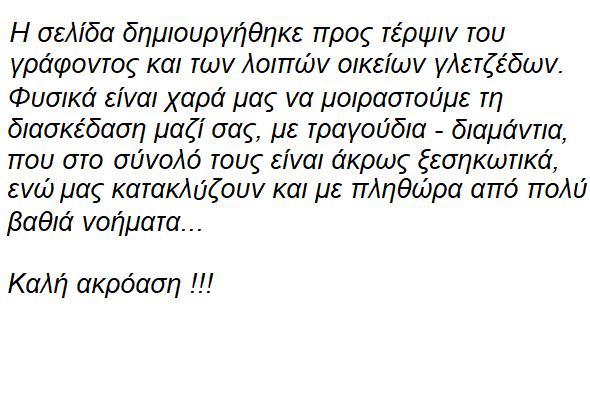 Η σελίδα δημιουργήθηκε προς τέρψιν του
γράφοντος και των λοιπών οικείων γλετζέδων.
Φυσικά είναι χαρά μας να μοιραστούμε τη
διασκέδαση μαζί σας, με τραγούδια - διαμάντια,
που στο σύνολό τους είναι άκρως ξεσηκωτικά,
ενώ μας κατακλύζουν και με πληθώρα από πολύ
βαθιά νοήματα...
Καλή ακρόαση !!!